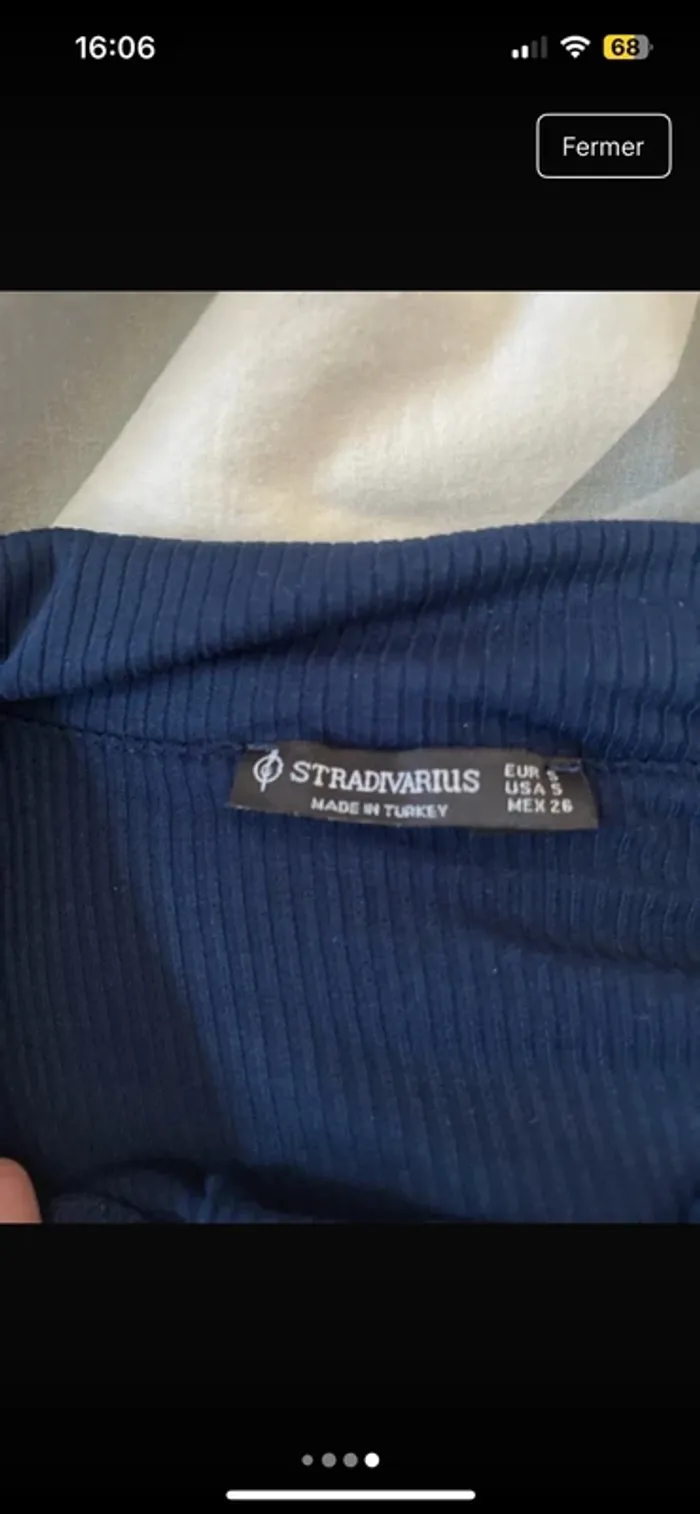 16:06
68
Fermer
STRADIVARIUS
MADE IN TURKEY
EUR S
USA S
MEX 26